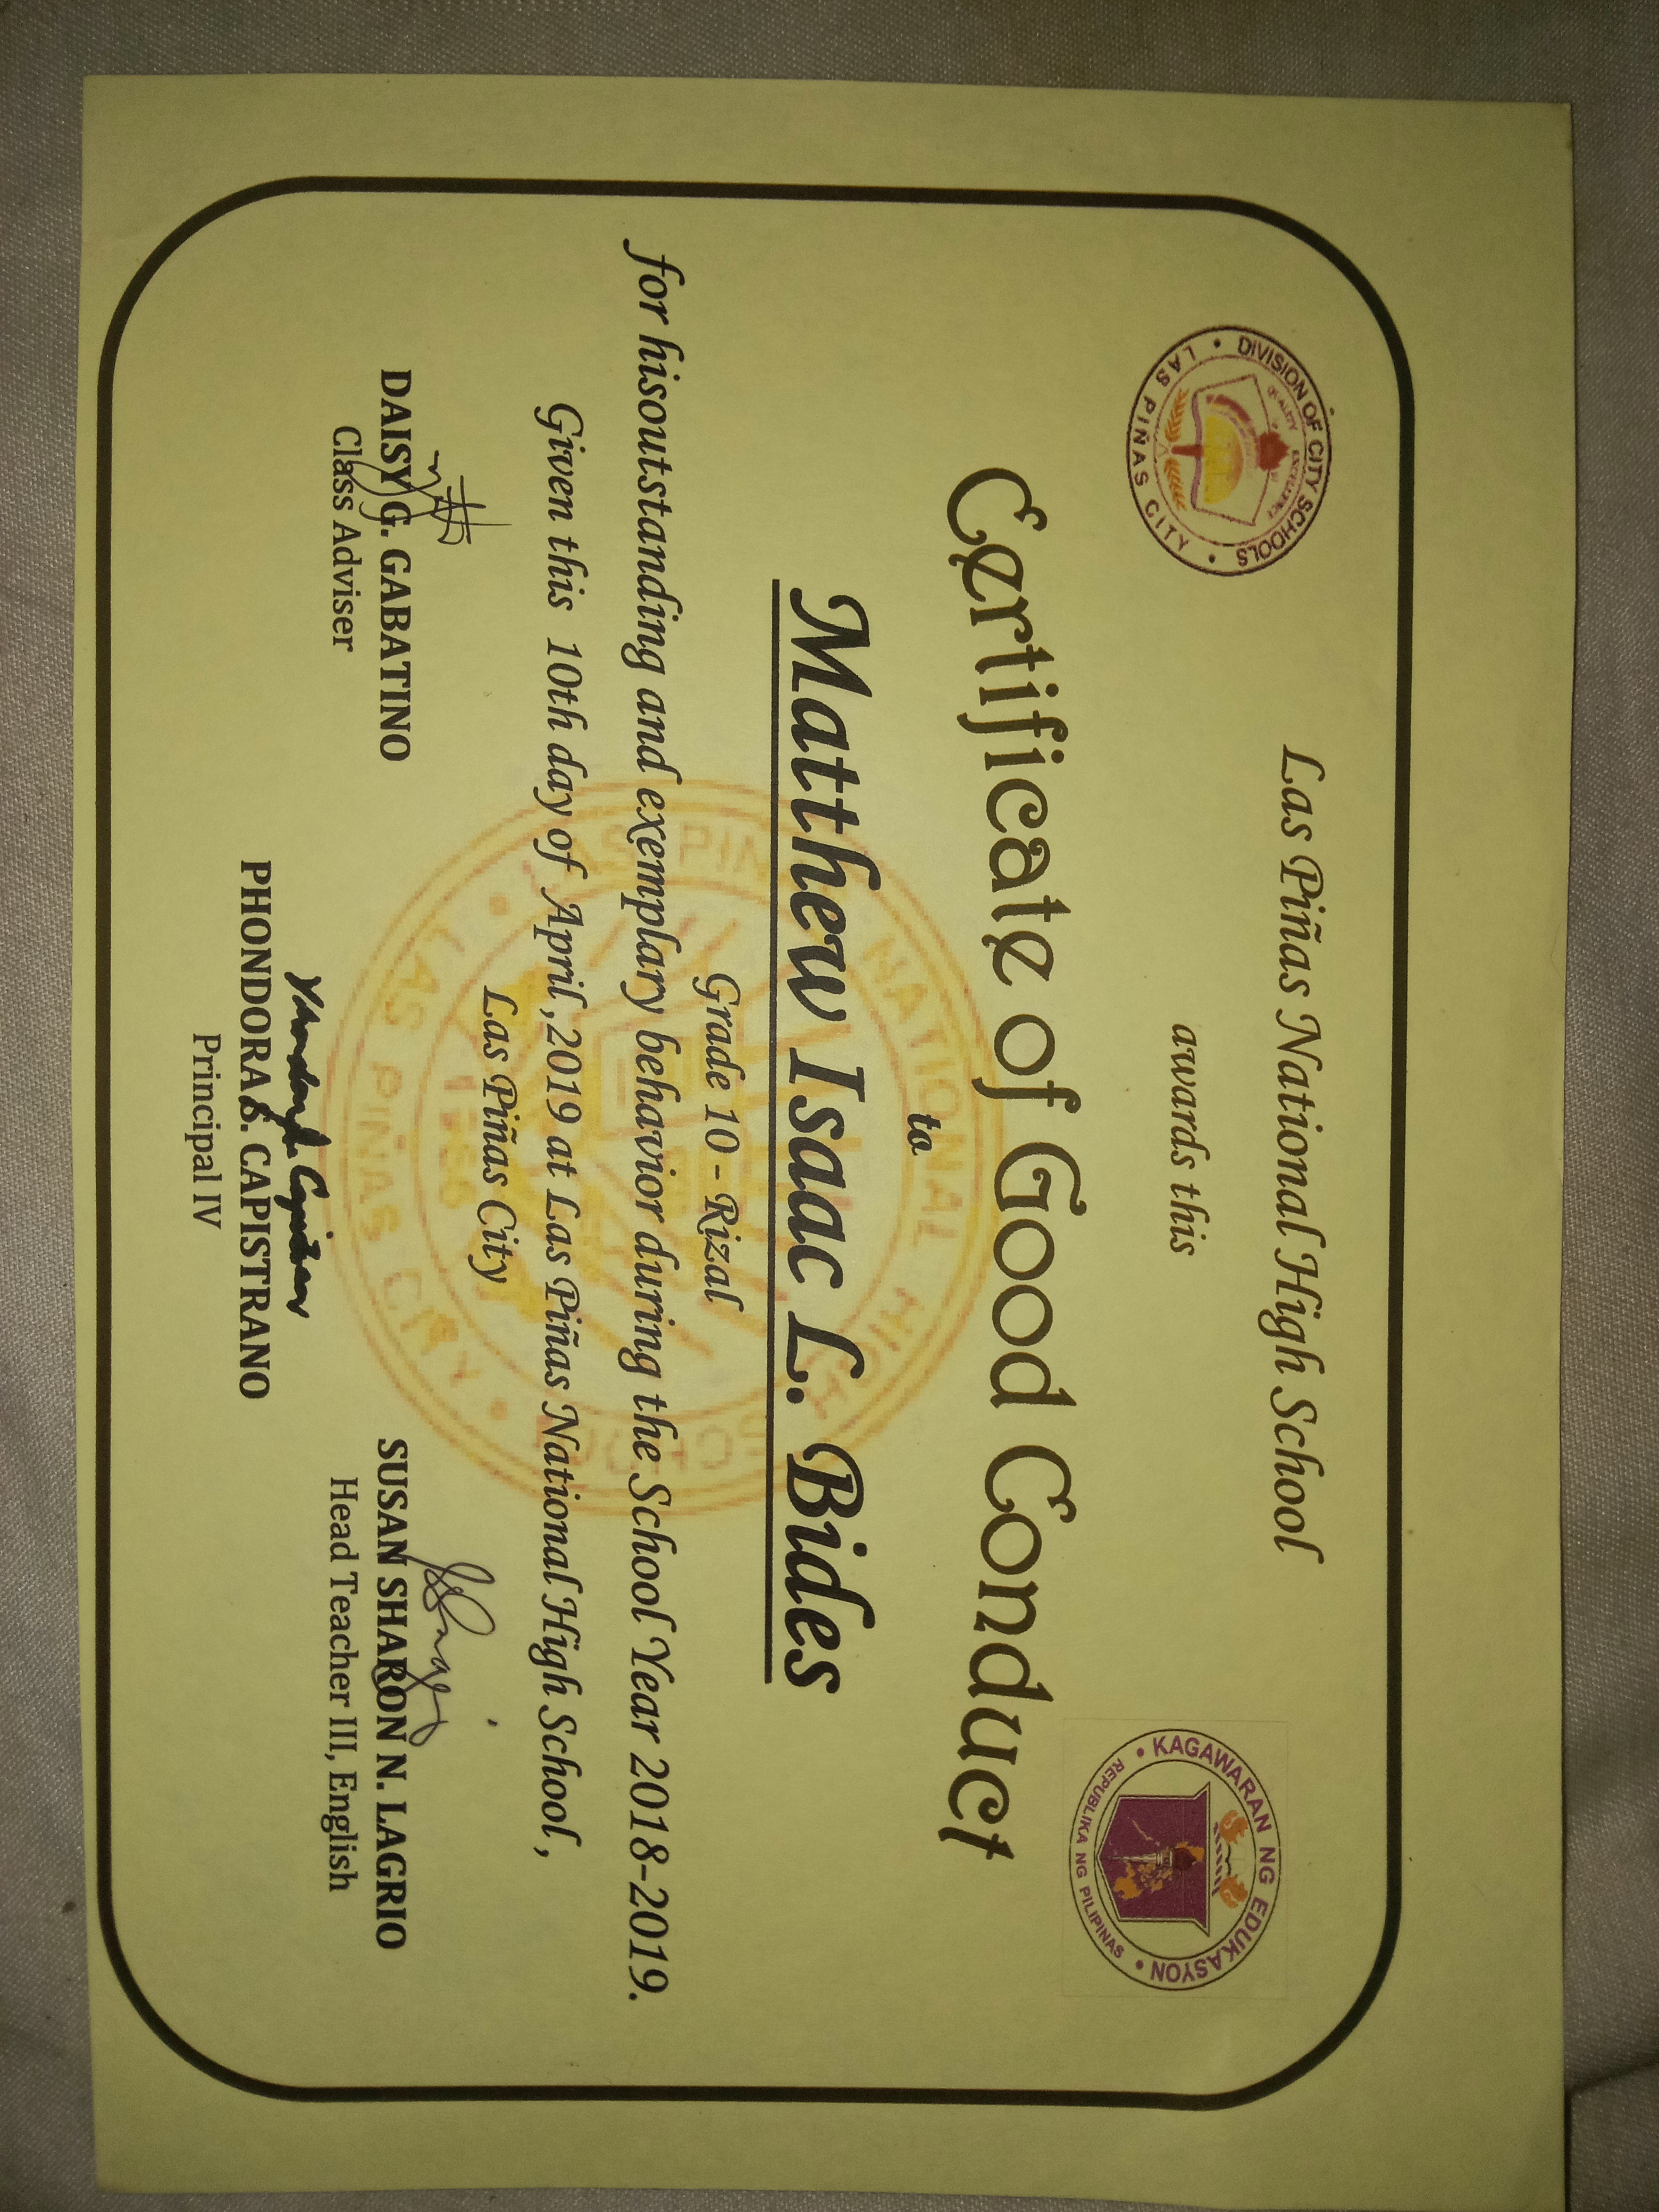 DIVISION OF CITY SCHOOLS
QUALITY EXCELLENCE
LAS PIÑAS CITY
KAGAWARAN NG EDUKASYON
REPUBLIKA NG PILIPINAS
Las Piñas National High School
awards this
Certificate of Good Conduct
to
Matthew Isaac L. Bides
Grade 10 - Rizal
for hisoutstanding and exemplary behavior during the School Year 2018-2019.
Given this 10th day of April ,2019 at Las Piñas National High School ,
Las Piñas City
DAISY G. GABATINO
Class Adviser
SUSAN SHARON N. LAGRIO
Head Teacher III, English
PHONDORA S. CAPISTRANO
Principal IV
NATIONAL HIGH SCHOOL
LAS PIÑAS CITY